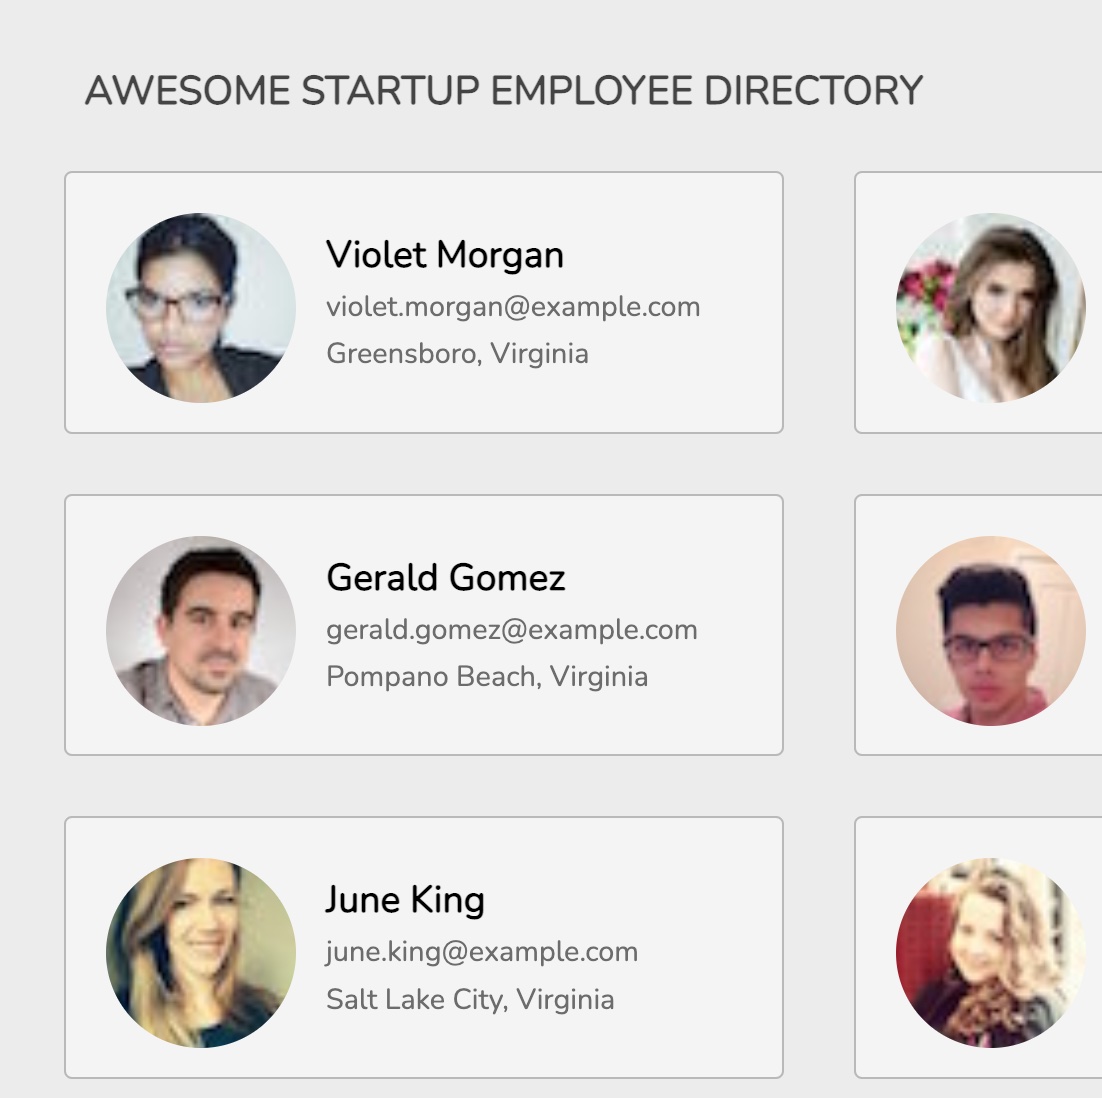 AWESOME STARTUP EMPLOYEE DIRECTORY
Violet Morgan
violet.morgan@example.com
Greensboro, Virginia
Gerald Gomez
gerald.gomez@example.com
Pompano Beach, Virginia
June King
june.king@example.com
Salt Lake City, Virginia